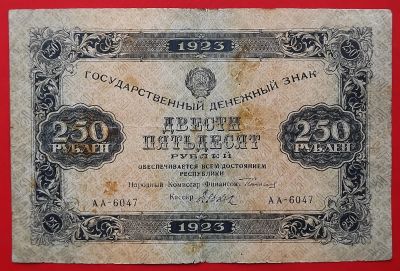 1923
ГОСУДАРСТВЕННЫЙ ДЕНЕЖНЫЙ ЗНАК
250
РУБЛЕЙ
ДВЕСТИ
ПЯТЬДЕСЯТ
РУБЛЕЙ
250
РУБЛЕЙ
ОБЕСПЕЧИВАЕТСЯ ВСЕМ ДОСТОЯНИЕМ
РЕСПУБЛИКИ
Народный Комиссар Финансов
Кассир
АА-6047
АА-6047
1923